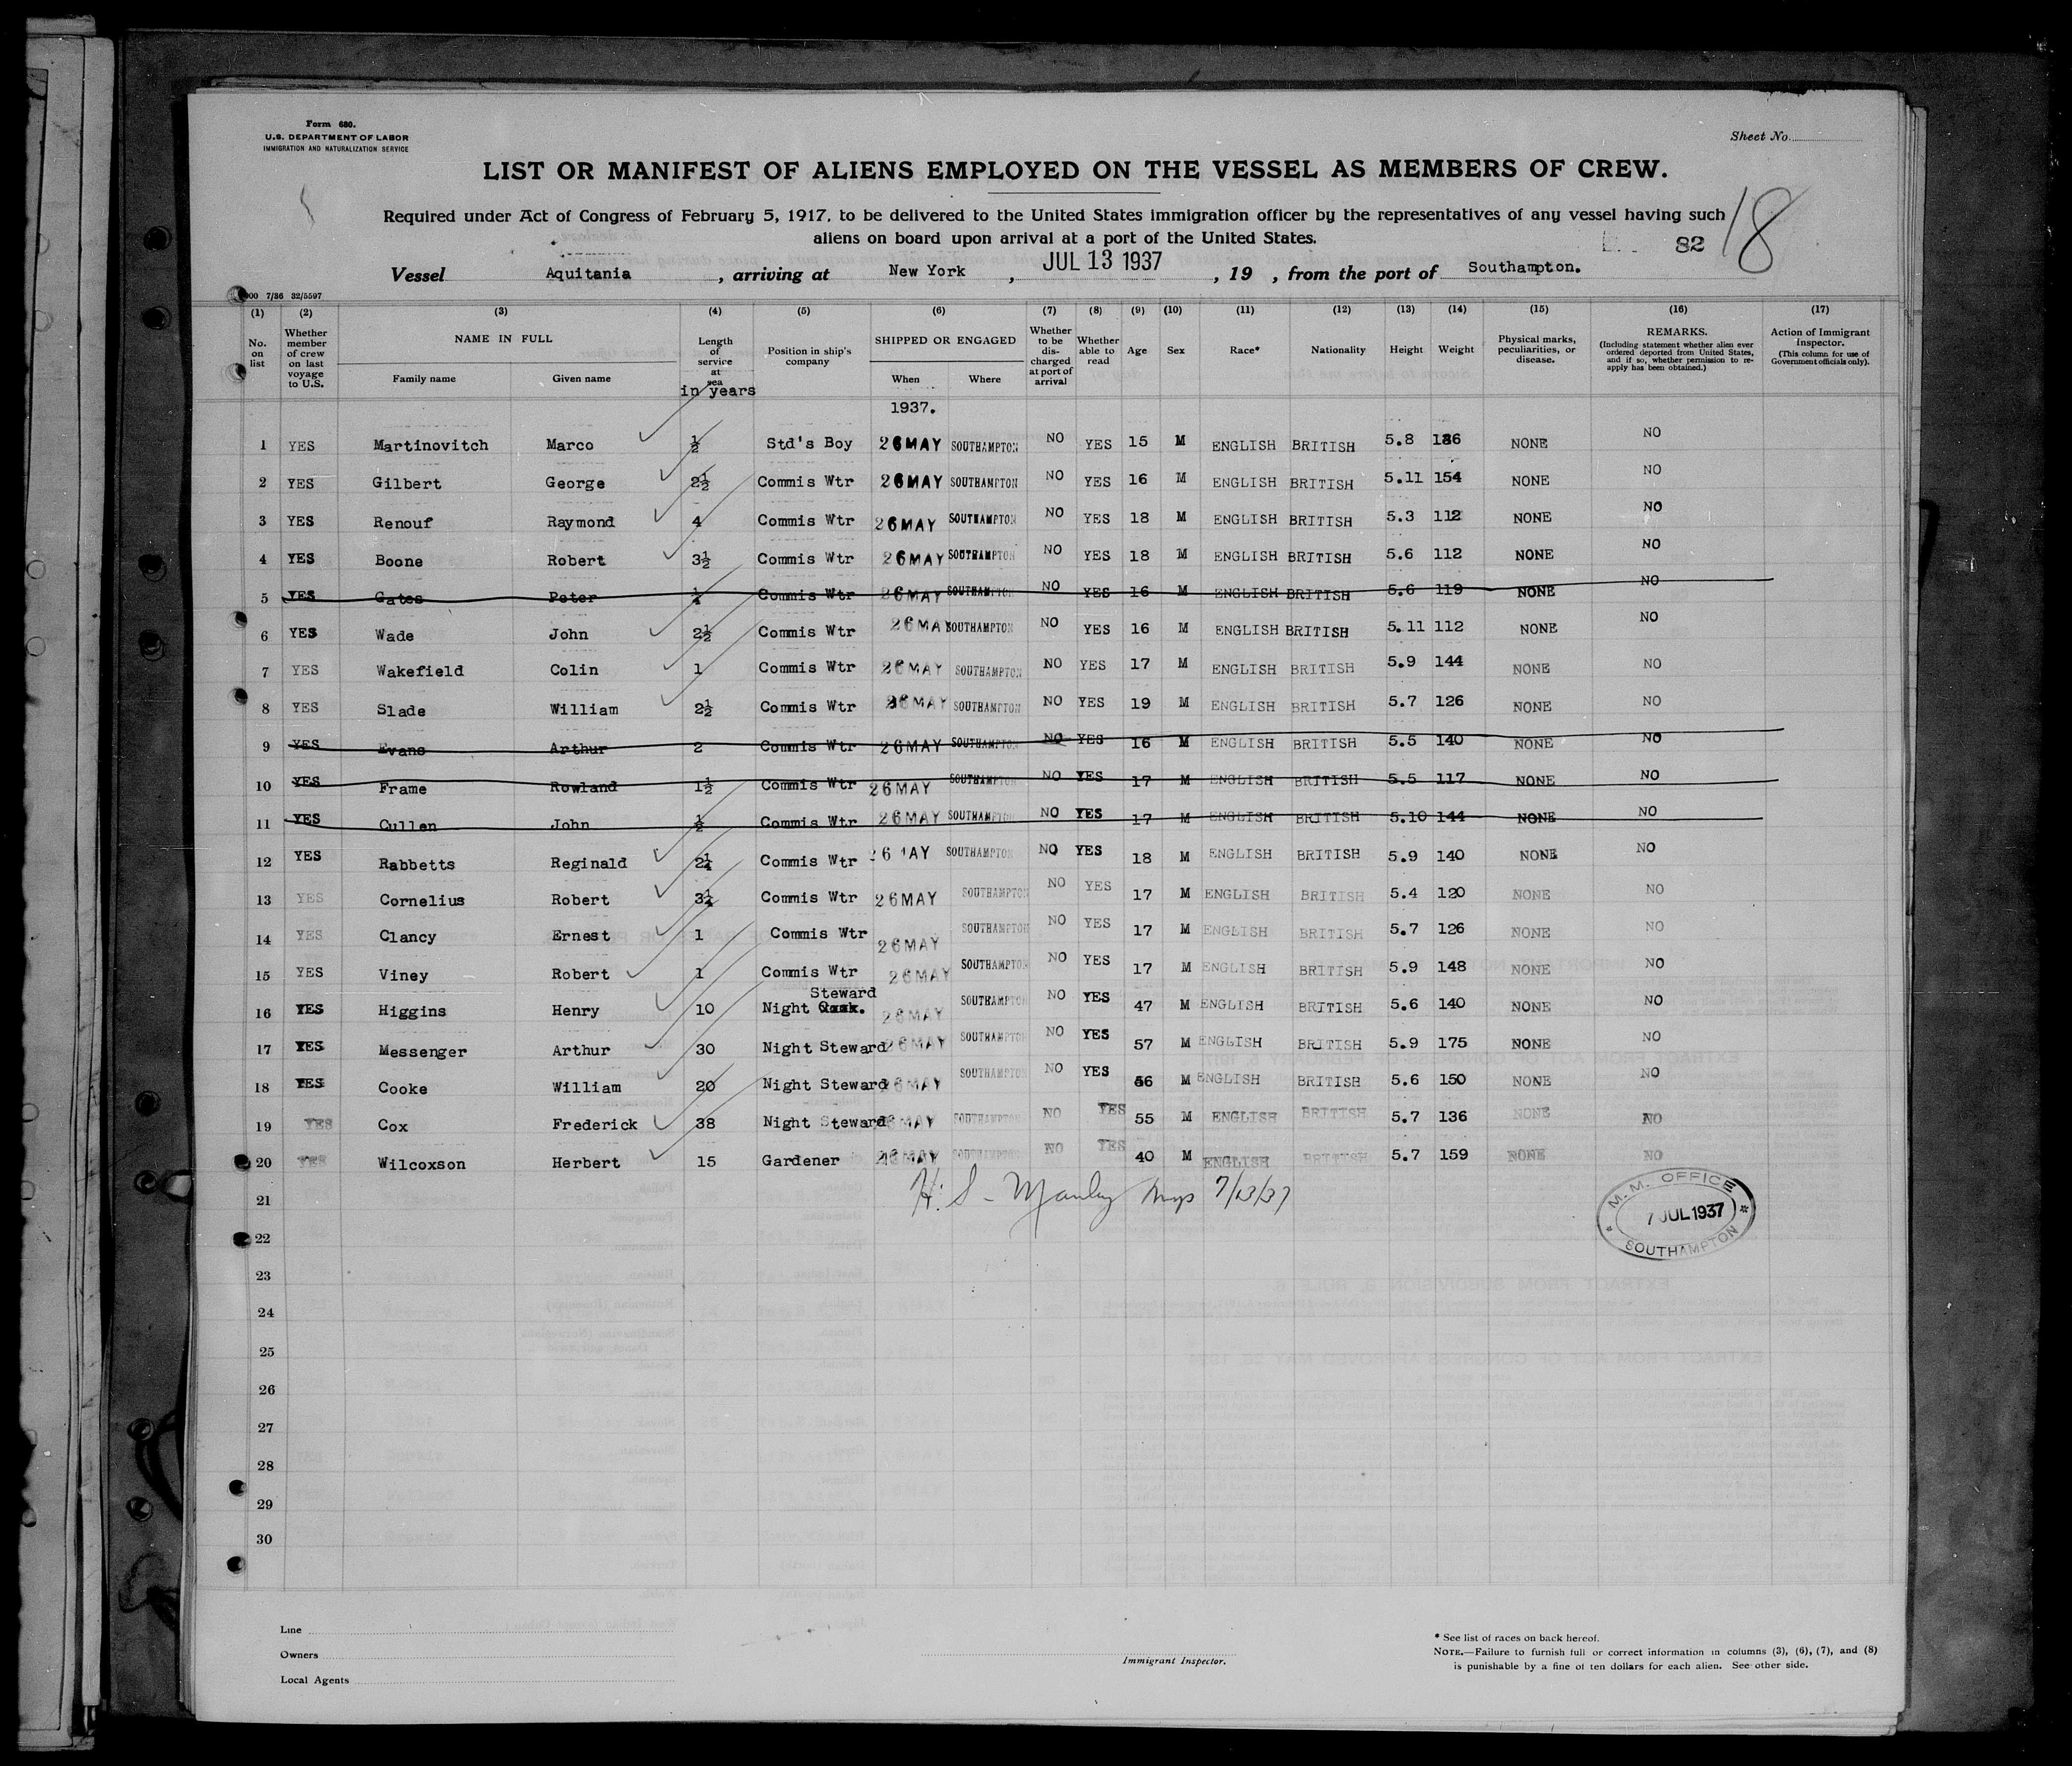 Form 680.
U.S. DEPARTMENT OF LABOR
IMMIGRATION AND NATURALIZATION SERVICE
Sheet No.
LIST OR MANIFEST OF ALIENS EMPLOYED ON THE VESSEL AS MEMBERS OF CREW.
Required under Act of Congress of February 5, 1917, to be delivered to the United States immigration officer by the representatives of any vessel having such
aliens on board upon arrival at a port of the United States.
82 18
Vessel Aquitania, arriving at New York, JUL 13 1937, 19 , from the port of Southampton.
00 7/36 32/5597
(1) (2) (3) (4) (5) (6) (7) (8) (9) (10) (11) (12) (13) (14) (15) (16) (17)
No. on list
Whether member of crew on last voyage to U.S.
NAME IN FULL
Family name Given name
Length of service at sea
in years
Position in ship's company
SHIPPED OR ENGAGED
When Where
Whether to be discharged at port of arrival
Whether able to read
Age Sex Race* Nationality Height Weight
Physical marks, peculiarities, or disease.
REMARKS.
(Including statement whether alien ever ordered deported from United States, and if so, whether permission to reapply has been obtained.)
Action of Immigrant Inspector.
(This column for use of Government officials only).
1937.
1 YES Martinovitch Marco ½ Std's Boy 26 MAY SOUTHAMPTON NO YES 15 M ENGLISH BRITISH 5.8 136 NONE NO
2 YES Gilbert George 2½ Commis Wtr 26 MAY SOUTHAMPTON NO YES 16 M ENGLISH BRITISH 5.11 154 NONE NO
3 YES Renouf Raymond 4 Commis Wtr 26 MAY SOUTHAMPTON NO YES 18 M ENGLISH BRITISH 5.3 112 NONE NO
4 YES Boone Robert 3½ Commis Wtr 26 MAY SOUTHAMPTON NO YES 18 M ENGLISH BRITISH 5.6 112 NONE NO
5 YES Gates Peter ¼ Commis Wtr 26 MAY SOUTHAMPTON NO YES 16 M ENGLISH BRITISH 5.6 119 NONE NO
6 YES Wade John 2½ Commis Wtr 26 MAY SOUTHAMPTON NO YES 16 M ENGLISH BRITISH 5.11 112 NONE NO
7 YES Wakefield Colin 1 Commis Wtr 26 MAY SOUTHAMPTON NO YES 17 M ENGLISH BRITISH 5.9 144 NONE NO
8 YES Slade William 2½ Commis Wtr 26 MAY SOUTHAMPTON NO YES 19 M ENGLISH BRITISH 5.7 126 NONE NO
9 YES Evans Arthur 2 Commis Wtr 26 MAY SOUTHAMPTON NO YES 16 M ENGLISH BRITISH 5.5 140 NONE NO
10 YES Frame Rowland 1½ Commis Wtr 26 MAY SOUTHAMPTON NO YES 17 M ENGLISH BRITISH 5.5 117 NONE NO
11 YES Cullen John ½ Commis Wtr 26 MAY SOUTHAMPTON NO YES 17 M ENGLISH BRITISH 5.10 144 NONE NO
12 YES Rabbetts Reginald 2¼ Commis Wtr 26 MAY SOUTHAMPTON NO YES 18 M ENGLISH BRITISH 5.9 140 NONE NO
13 YES Cornelius Robert 3¼ Commis Wtr 26 MAY SOUTHAMPTON NO YES 17 M ENGLISH BRITISH 5.4 120 NONE NO
14 YES Clancy Ernest 1 Commis Wtr 26 MAY SOUTHAMPTON NO YES 17 M ENGLISH BRITISH 5.7 126 NONE NO
15 YES Viney Robert 1 Commis Wtr 26 MAY SOUTHAMPTON NO YES 17 M ENGLISH BRITISH 5.9 148 NONE NO
16 YES Higgins Henry 10 Night Steward 26 MAY SOUTHAMPTON NO YES 47 M ENGLISH BRITISH 5.6 140 NONE NO
17 YES Messenger Arthur 30 Night Steward 26 MAY SOUTHAMPTON NO YES 57 M ENGLISH BRITISH 5.9 175 NONE NO
18 YES Cooke William 20 Night Steward 26 MAY SOUTHAMPTON NO YES 56 M ENGLISH BRITISH 5.6 150 NONE NO
19 YES Cox Frederick 38 Night Steward 26 MAY SOUTHAMPTON NO YES 55 M ENGLISH BRITISH 5.7 136 NONE NO
20 YES Wilcoxson Herbert 15 Gardener 26 MAY SOUTHAMPTON NO YES 40 M ENGLISH BRITISH 5.7 159 NONE NO
H. S. Manley 7/13/37
21
M. M. OFFICE
7 JUL 1937
SOUTHAMPTON
22
23
24
25
26
27
28
29
30
Line
Owners
Local Agents
Immigrant Inspector.
* See list of races on back hereof.
NOTE.—Failure to furnish full or correct information in columns (3), (6), (7), and (8)
is punishable by a fine of ten dollars for each alien. See other side.